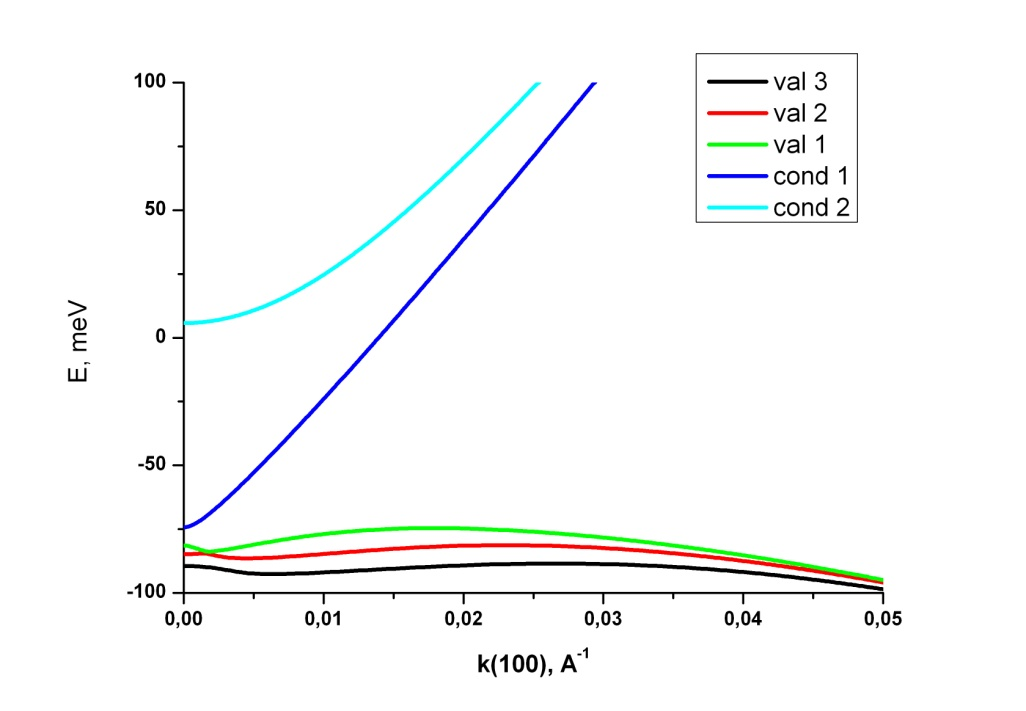 100
50
0
-50
-100
0,00
0,01
0,02
0,03
0,04
0,05
E, meV
k(100), A⁻¹
val 3
val 2
val 1
cond 1
cond 2